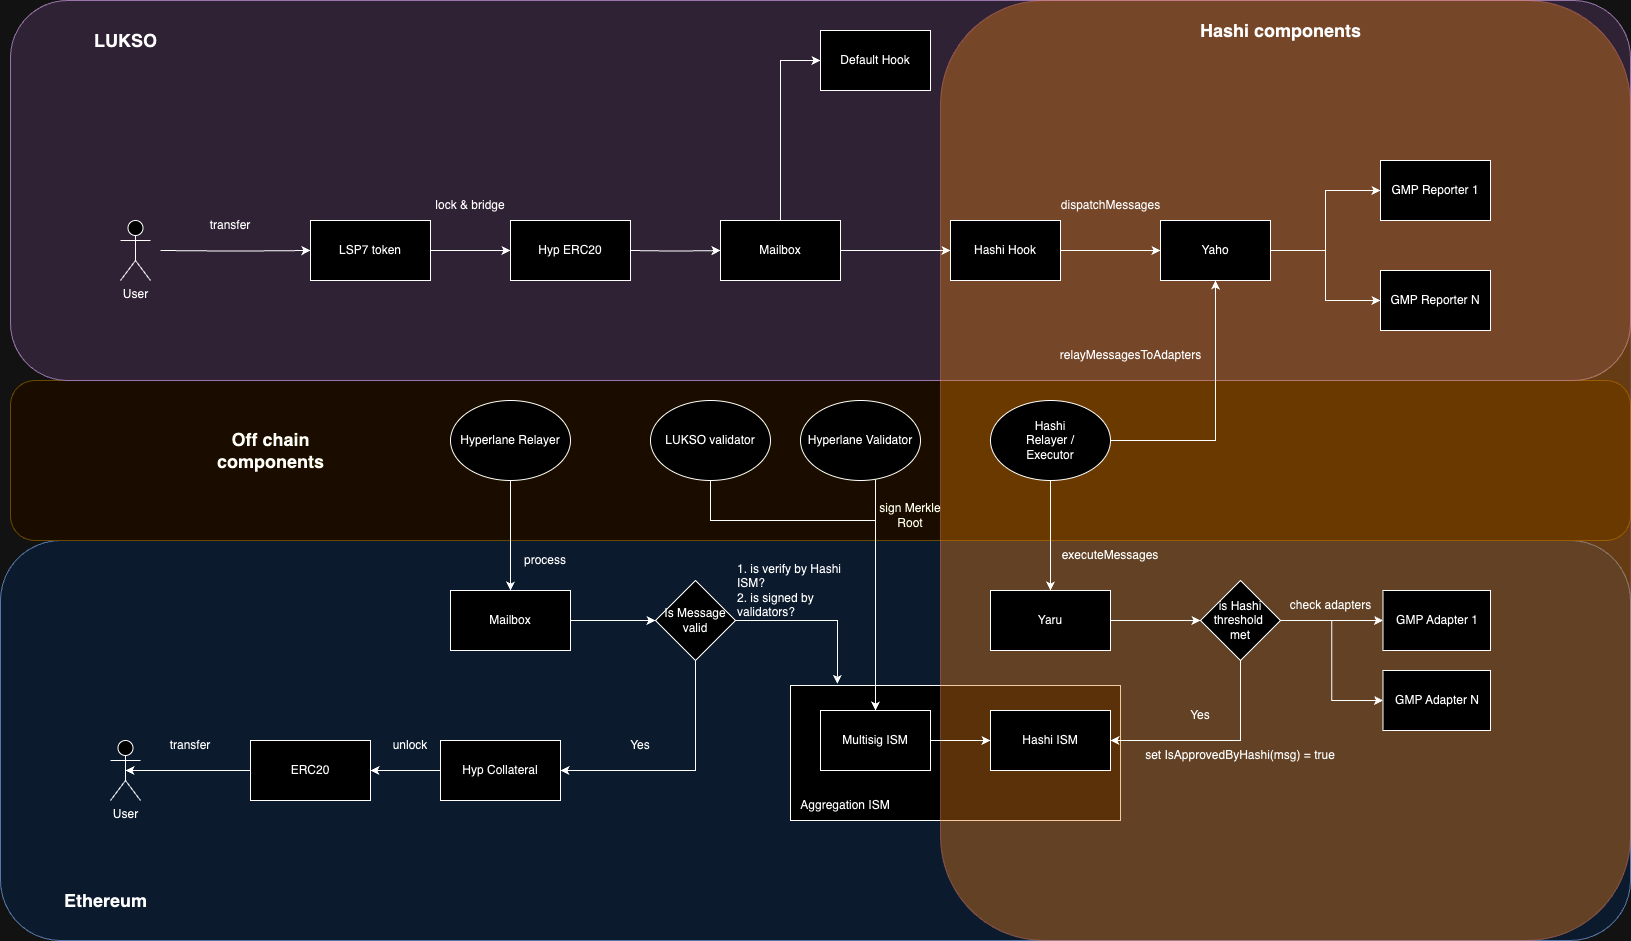 LUKSO
Hashi components
Default Hook
GMP Reporter 1
transfer
lock & bridge
dispatchMessages
User
LSP7 token
Hyp ERC20
Mailbox
Hashi Hook
Yaho
GMP Reporter N
relayMessagesToAdapters
Off chain
components
Hyperlane Relayer
LUKSO validator
Hyperlane Validator
Hashi
Relayer /
Executor
sign Merkle
Root
process
executeMessages
1. is verify by Hashi
ISM?
2. is signed by
validators?
Mailbox
Is Message
valid
Yaru
is Hashi
threshold
met
check adapters
GMP Adapter 1
GMP Adapter N
Yes
set IsApprovedByHashi(msg) = true
Multisig ISM
Hashi ISM
Aggregation ISM
Yes
unlock
transfer
Hyp Collateral
ERC20
User
Ethereum